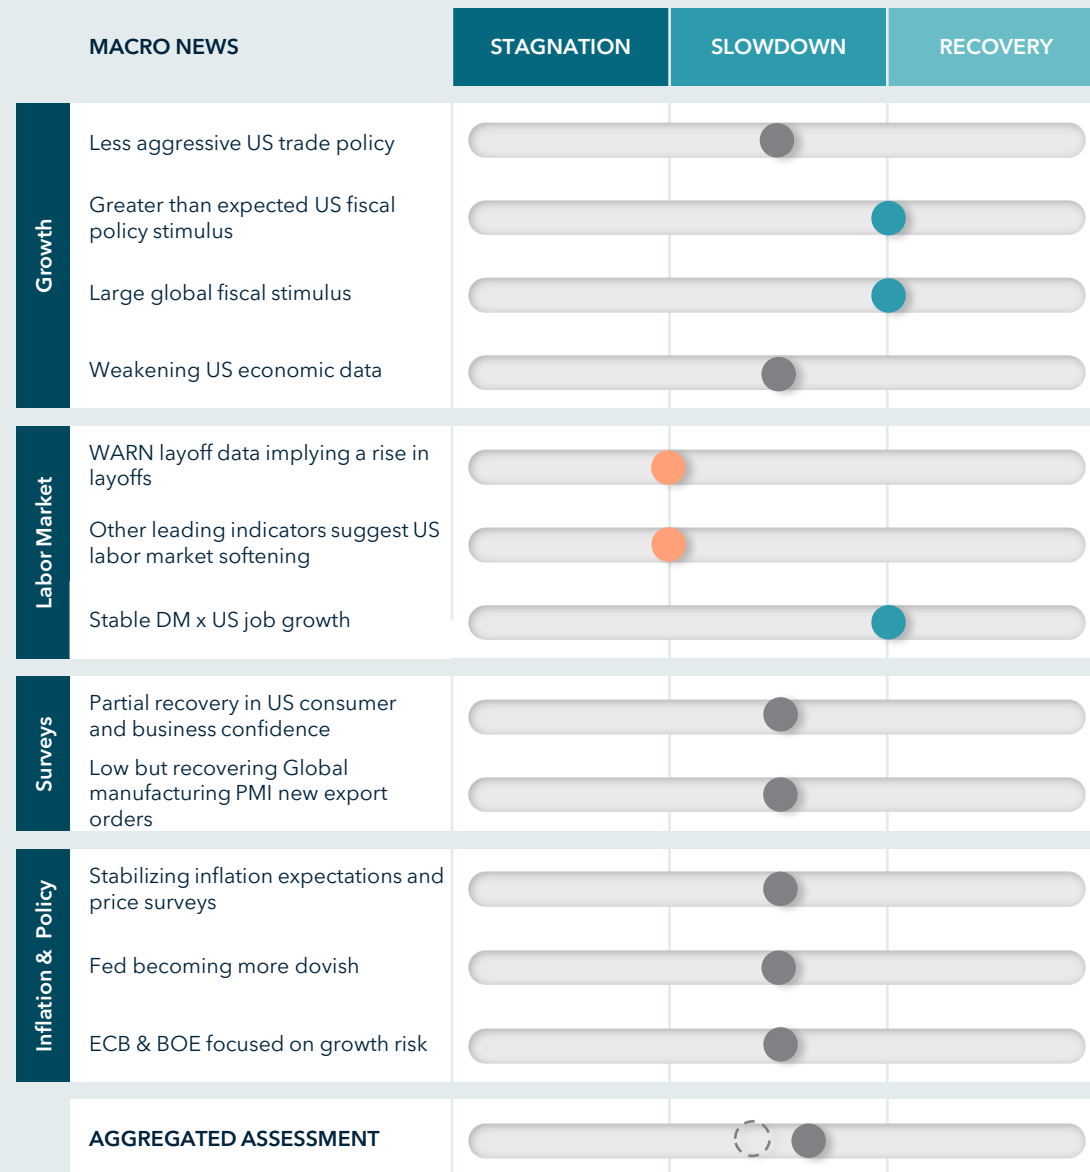 MACRO NEWS
STAGNATION
SLOWDOWN
RECOVERY
Growth
Less aggressive US trade policy
Greater than expected US fiscal
policy stimulus
Large global fiscal stimulus
Weakening US economic data
Labor Market
WARN layoff data implying a rise in
layoffs
Other leading indicators suggest US
labor market softening
Stable DM x US job growth
Surveys
Partial recovery in US consumer
and business confidence
Low but recovering Global
manufacturing PMI new export
orders
Inflation & Policy
Stabilizing inflation expectations and
price surveys
Fed becoming more dovish
ECB & BOE focused on growth risk
AGGREGATED ASSESSMENT